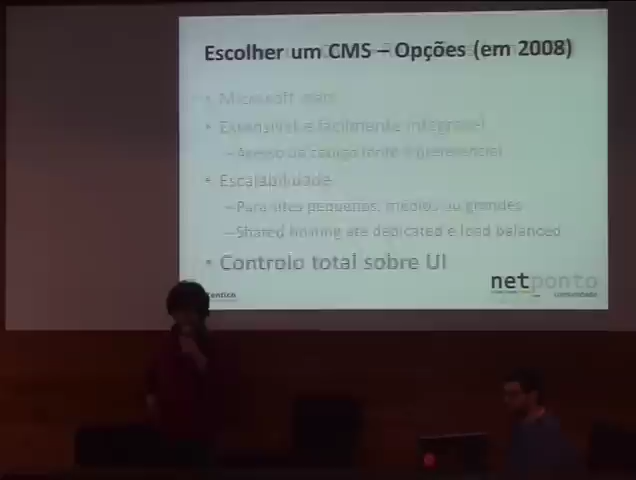 Escolher um CMS – Opções (em 2008)
• Microsoft
• Extensível e facilmente integrável
–Acesso ao código fonte é preferencial
• Escalabilidade
–Para sites pequenos, médios ou grandes
–Shared hosting até dedicated e load balanced
• Controlo total sobre UI
netponto
comunidade